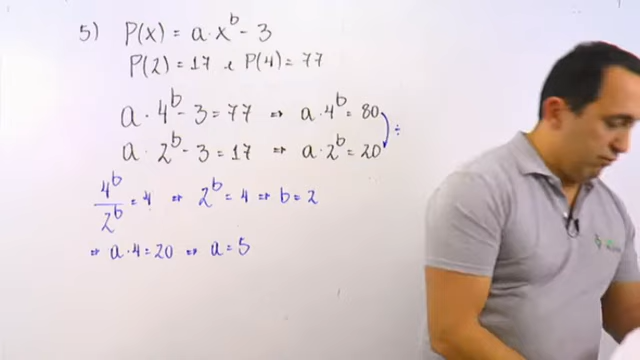 5) P(x) = a·x^b - 3
P(2) = 17 e P(4) = 77
a·4^b - 3 = 77 ⇒ a·4^b = 80
÷
a·2^b - 3 = 17 ⇒ a·2^b = 20
4^b/2^b = 4 ⇒ 2^b = 4 ⇒ b = 2
⇒ a·4 = 20 ⇒ a = 5